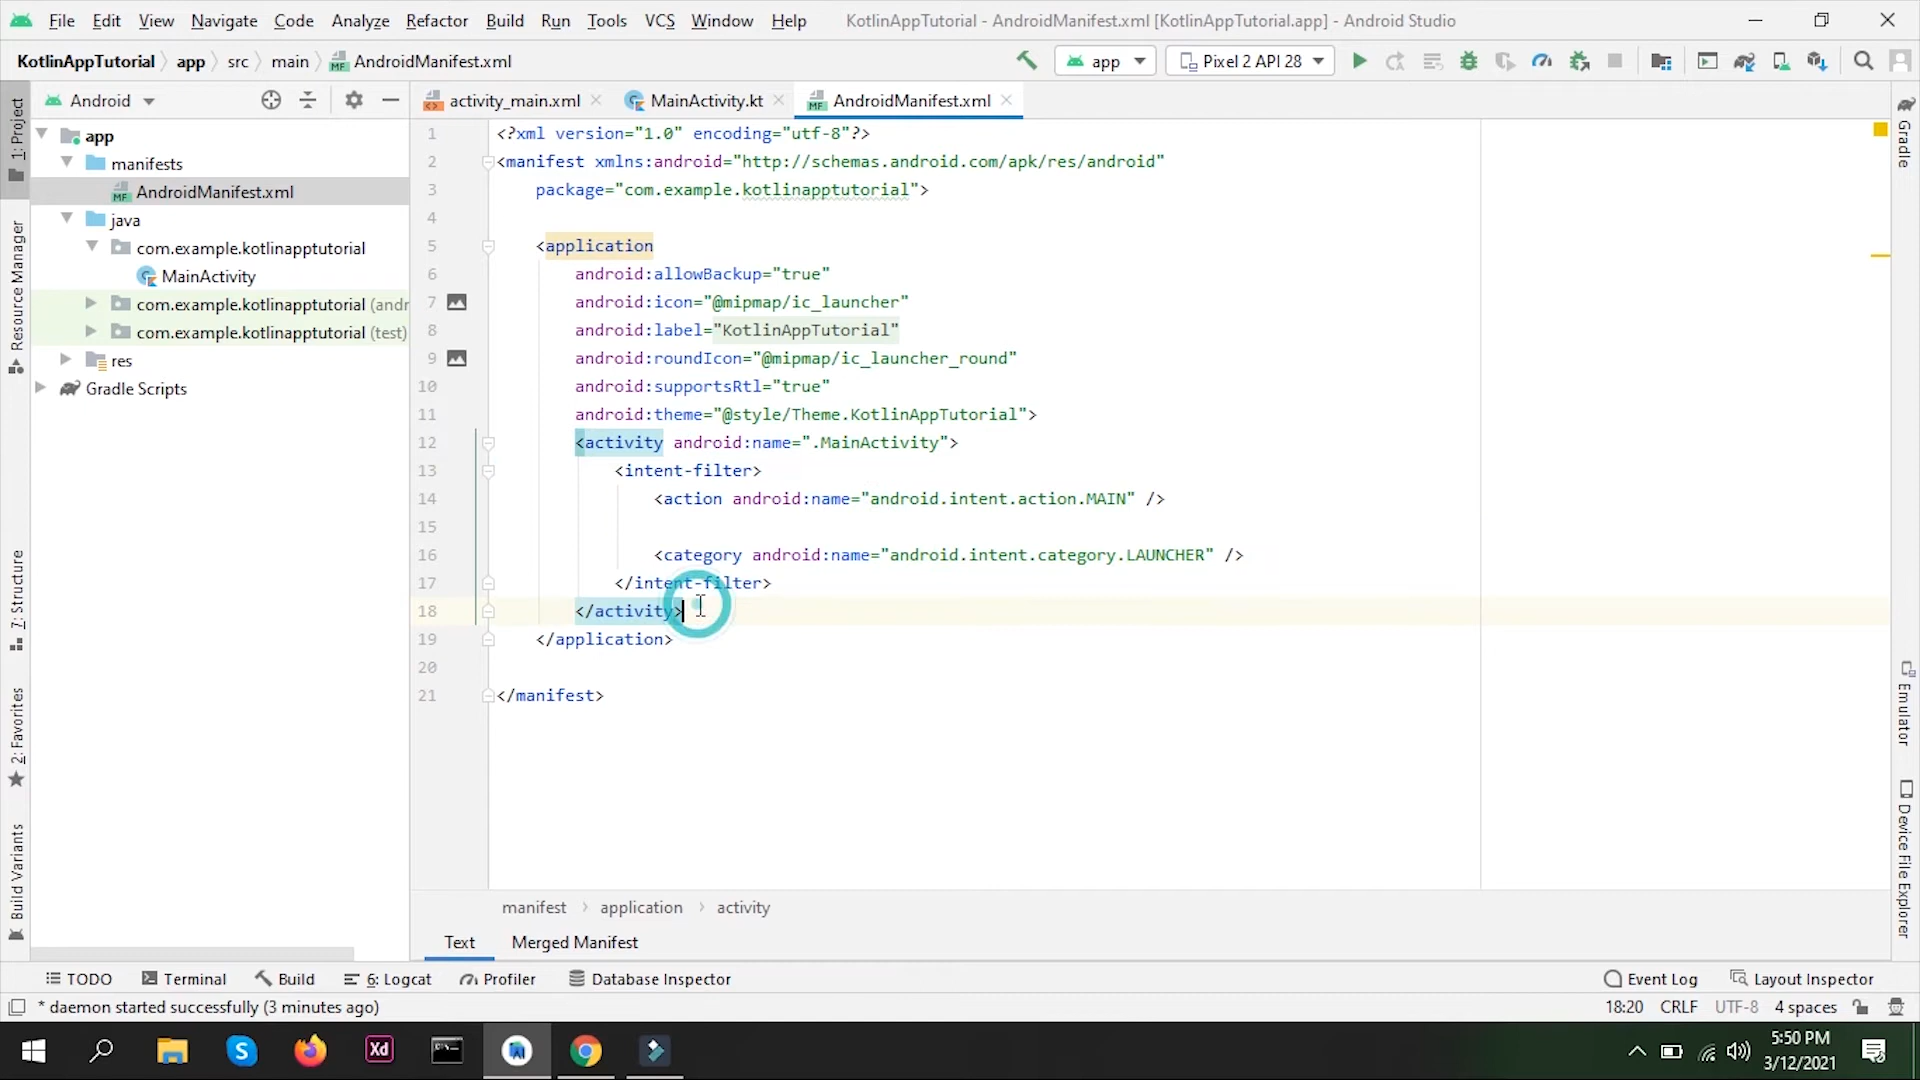 File Edit View Navigate Code Analyze Refactor Build Run Tools VCS Window Help KotlinAppTutorial - AndroidManifest.xml [KotlinAppTutorial.app] - Android Studio
KotlinAppTutorial app src main AndroidManifest.xml app Pixel 2 API 28
Android activity_main.xml MainActivity.kt AndroidManifest.xml
1: Project
Resource Manager
7: Structure
2: Favorites
Build Variants
app
manifests
AndroidManifest.xml
java
com.example.kotlinapptutorial
MainActivity
com.example.kotlinapptutorial (andr
com.example.kotlinapptutorial (test)
res
Gradle Scripts
1 <?xml version="1.0" encoding="utf-8"?>
2 <manifest xmlns:android="http://schemas.android.com/apk/res/android"
3 package="com.example.kotlinapptutorial">
4
5 <application
6 android:allowBackup="true"
7 android:icon="@mipmap/ic_launcher"
8 android:label="KotlinAppTutorial"
9 android:roundIcon="@mipmap/ic_launcher_round"
10 android:supportsRtl="true"
11 android:theme="@style/Theme.KotlinAppTutorial">
12 <activity android:name=".MainActivity">
13 <intent-filter>
14 <action android:name="android.intent.action.MAIN" />
15
16 <category android:name="android.intent.category.LAUNCHER" />
17 </intent-filter>
18 </activity>
19 </application>
20
21 </manifest>
Gradle
Emulator
Device File Explorer
manifest application activity
Text Merged Manifest
TODO Terminal Build 6: Logcat Profiler Database Inspector Event Log Layout Inspector
* daemon started successfully (3 minutes ago) 18:20 CRLF UTF-8 4 spaces
Xd
5:50 PM
3/12/2021